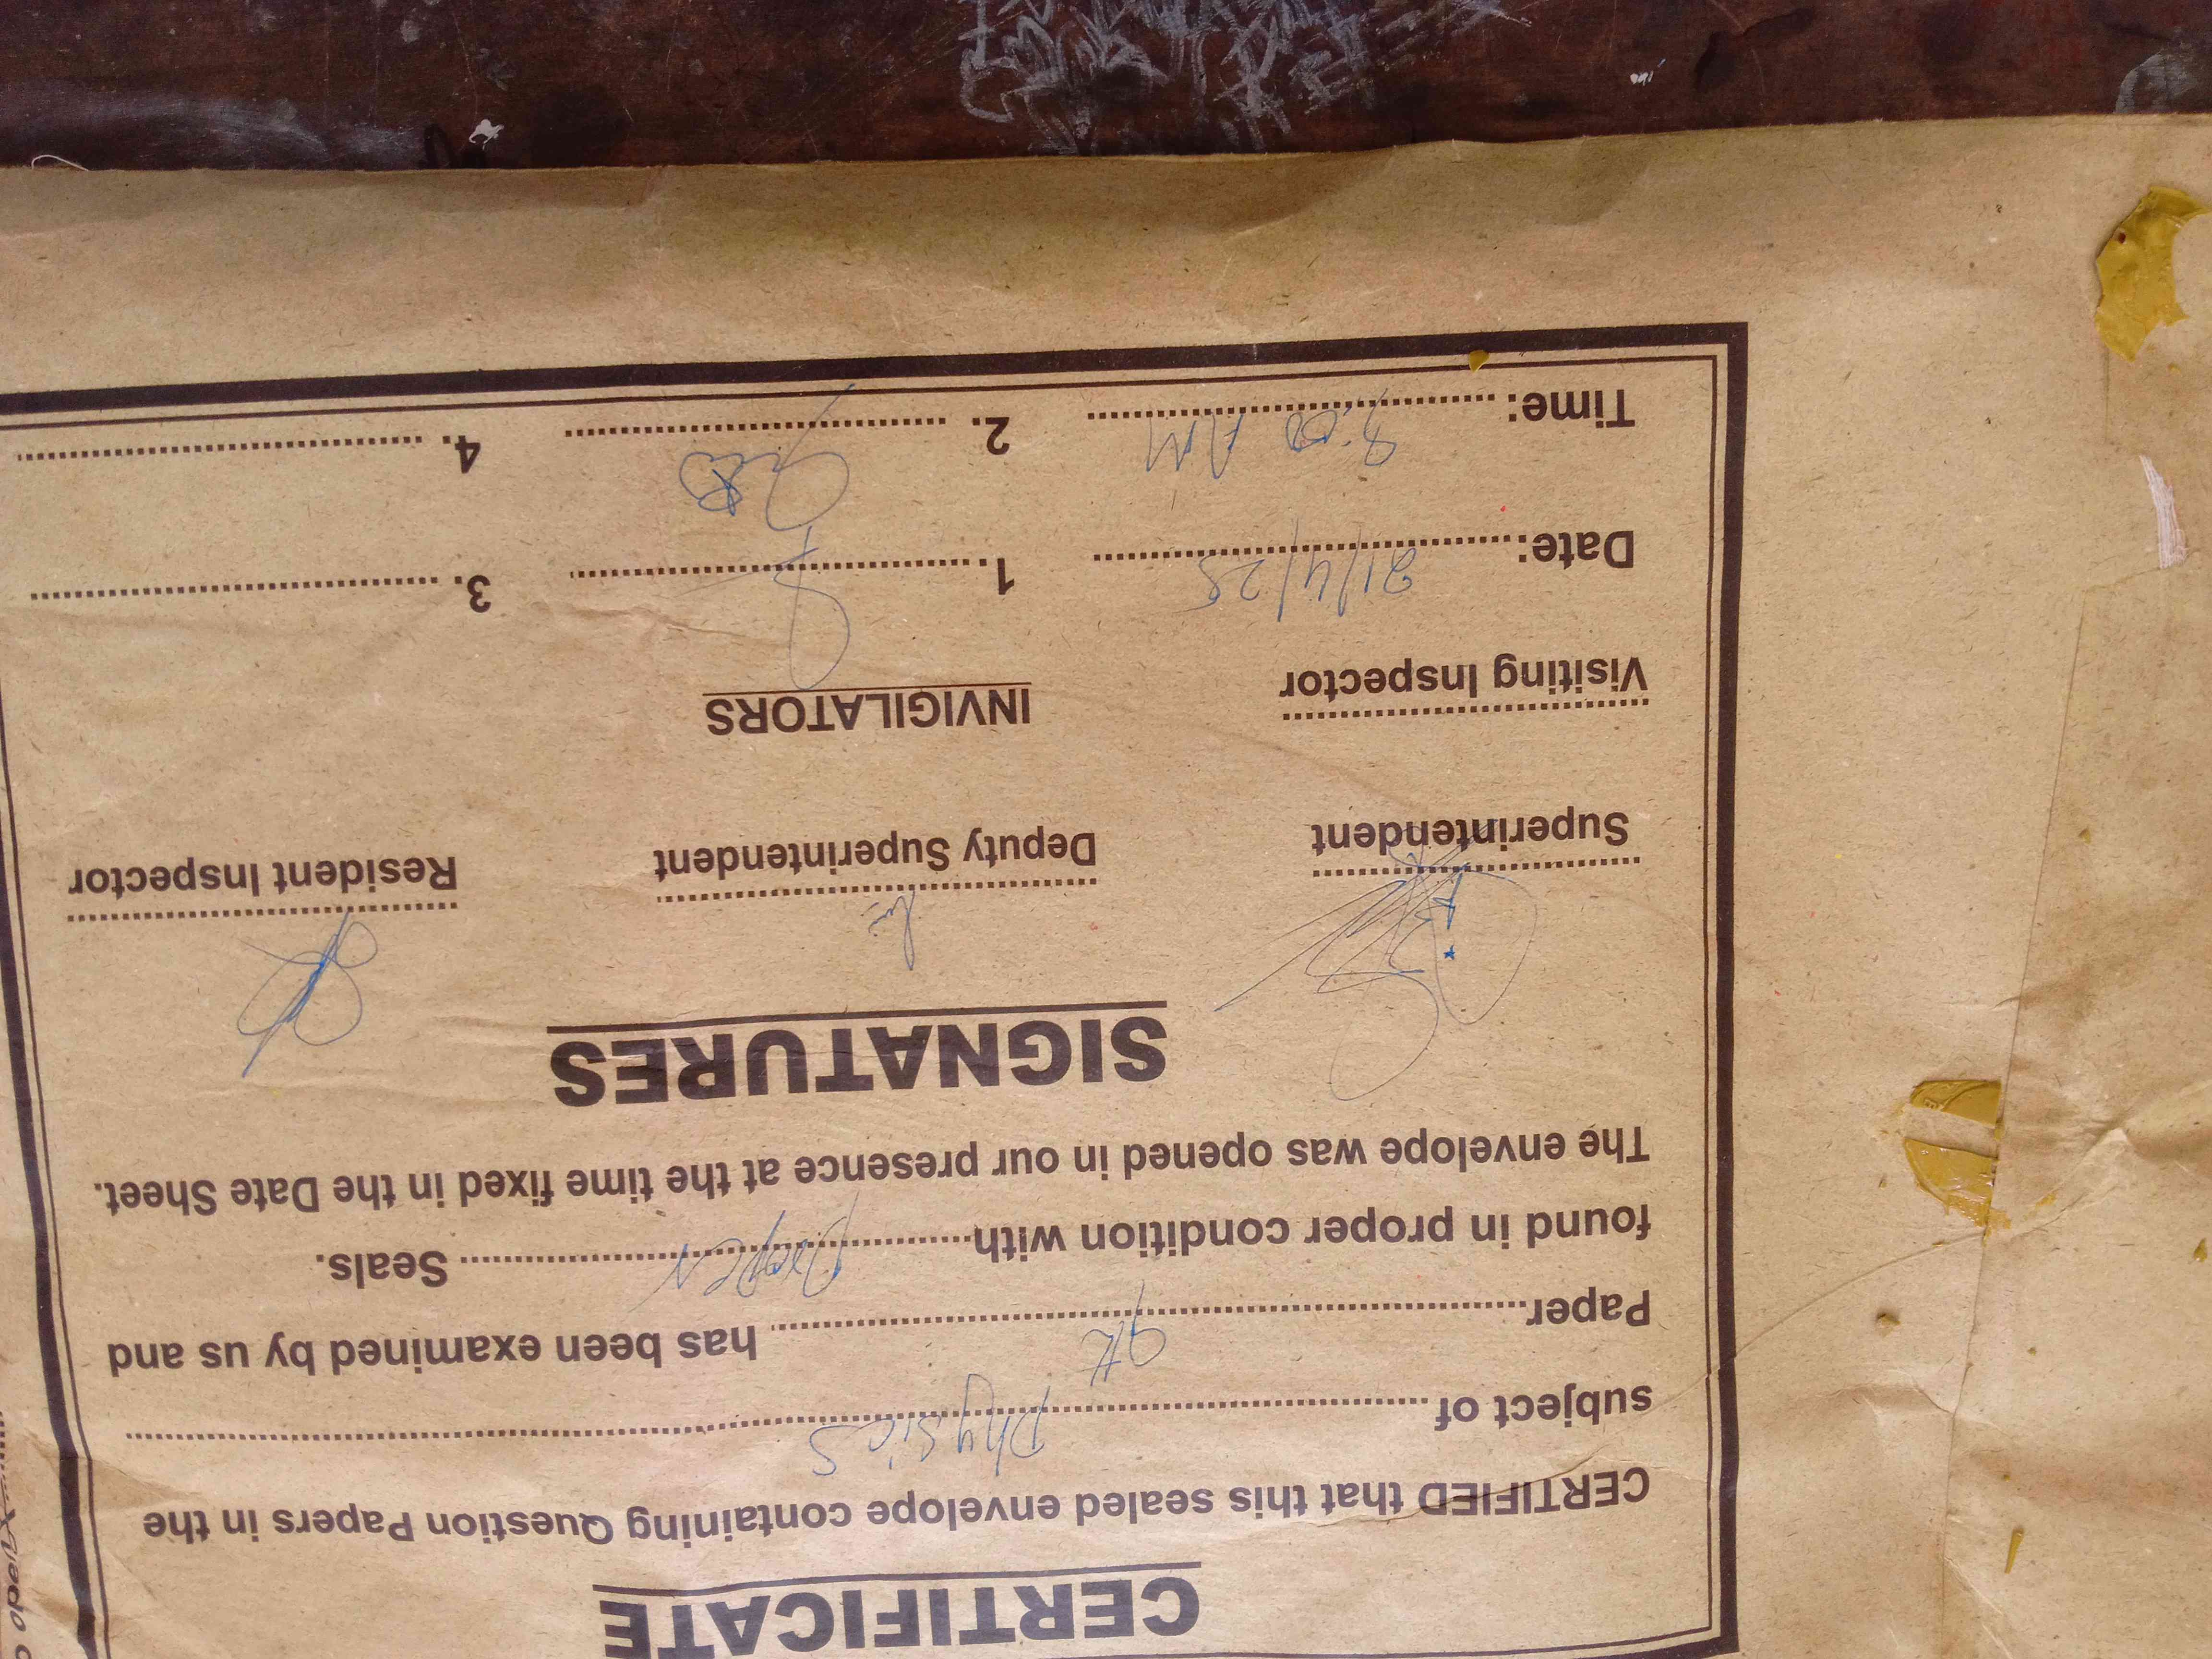 CERTIFICATE
CERTIFIED that this sealed envelope containing Question Papers in the
subject of Physics
Paper 9th has been examined by us and
found in proper condition with Proper Seals.
The envelope was opened in our presence at the time fixed in the Date Sheet.
SIGNATURES
Superintendent Deputy Superintendent Resident Inspector
Visiting Inspector INVIGILATORS
Date: 21/4/25 1. 3.
Time: 8:00 AM 2. 4.